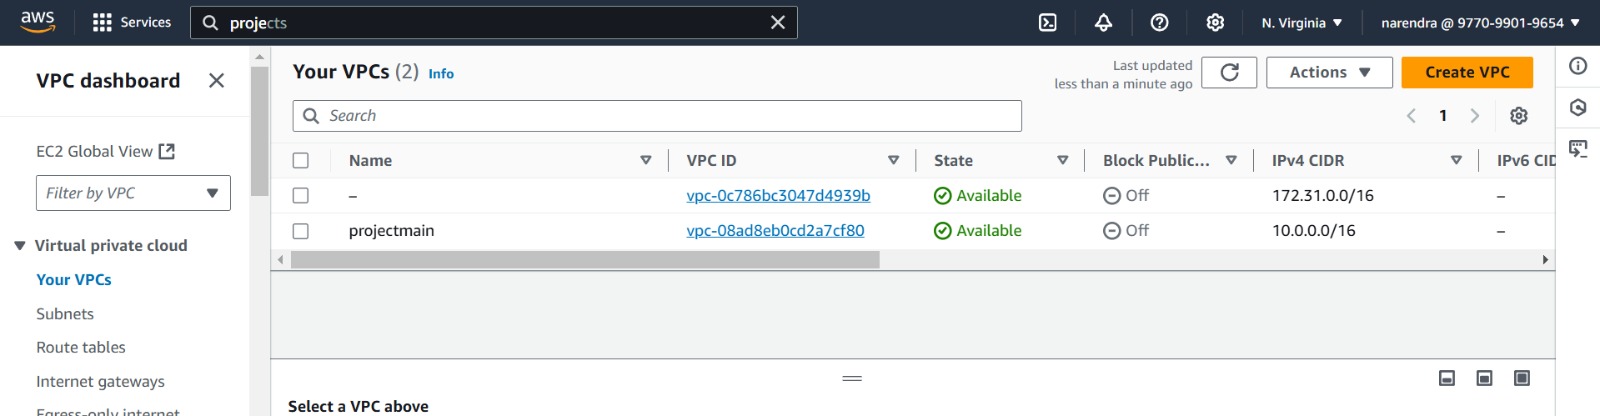 aws Services projects N. Virginia narendra @ 9770-9901-9654
VPC dashboard
EC2 Global View
Filter by VPC
Virtual private cloud
Your VPCs
Subnets
Route tables
Internet gateways
Egress-only internet
Your VPCs (2) Info
Last updated
less than a minute ago
Actions
Create VPC
Search
1
Name VPC ID State Block Public... IPv4 CIDR IPv6 CID
– vpc-0c786bc3047d4939b Available Off 172.31.0.0/16 –
projectmain vpc-08ad8eb0cd2a7cf80 Available Off 10.0.0.0/16 –
Select a VPC above